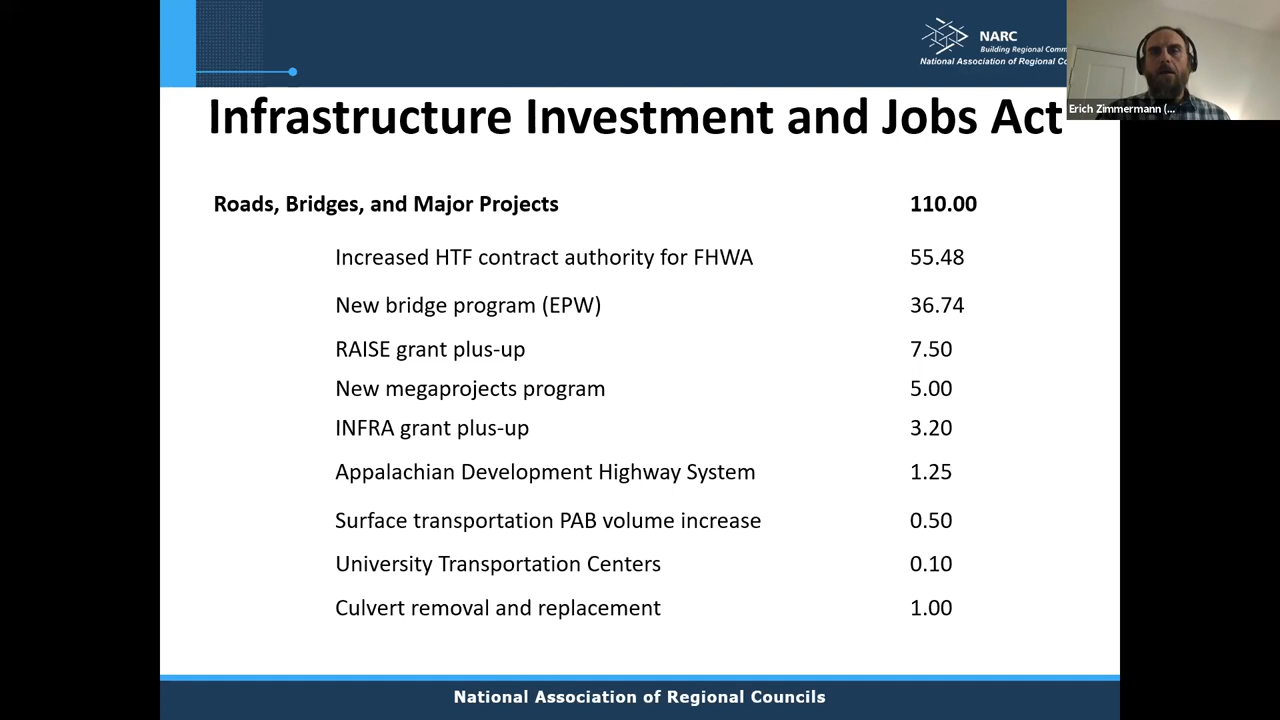 NARC
Building Regional Comm
National Association of Regional Co
Erich Zimmermann (...
Infrastructure Investment and Jobs Act
Roads, Bridges, and Major Projects 110.00
Increased HTF contract authority for FHWA 55.48
New bridge program (EPW) 36.74
RAISE grant plus-up 7.50
New megaprojects program 5.00
INFRA grant plus-up 3.20
Appalachian Development Highway System 1.25
Surface transportation PAB volume increase 0.50
University Transportation Centers 0.10
Culvert removal and replacement 1.00
National Association of Regional Councils